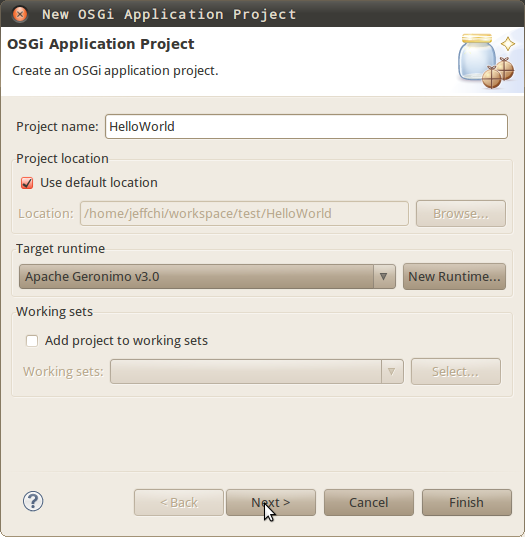 New OSGi Application Project
OSGi Application Project
Create an OSGi application project.
Project name: HelloWorld
Project location
Use default location
Location: /home/jeffchi/workspace/test/HelloWorld Browse...
Target runtime
Apache Geronimo v3.0 New Runtime...
Working sets
Add project to working sets
Working sets: Select...
? < Back Next > Cancel Finish